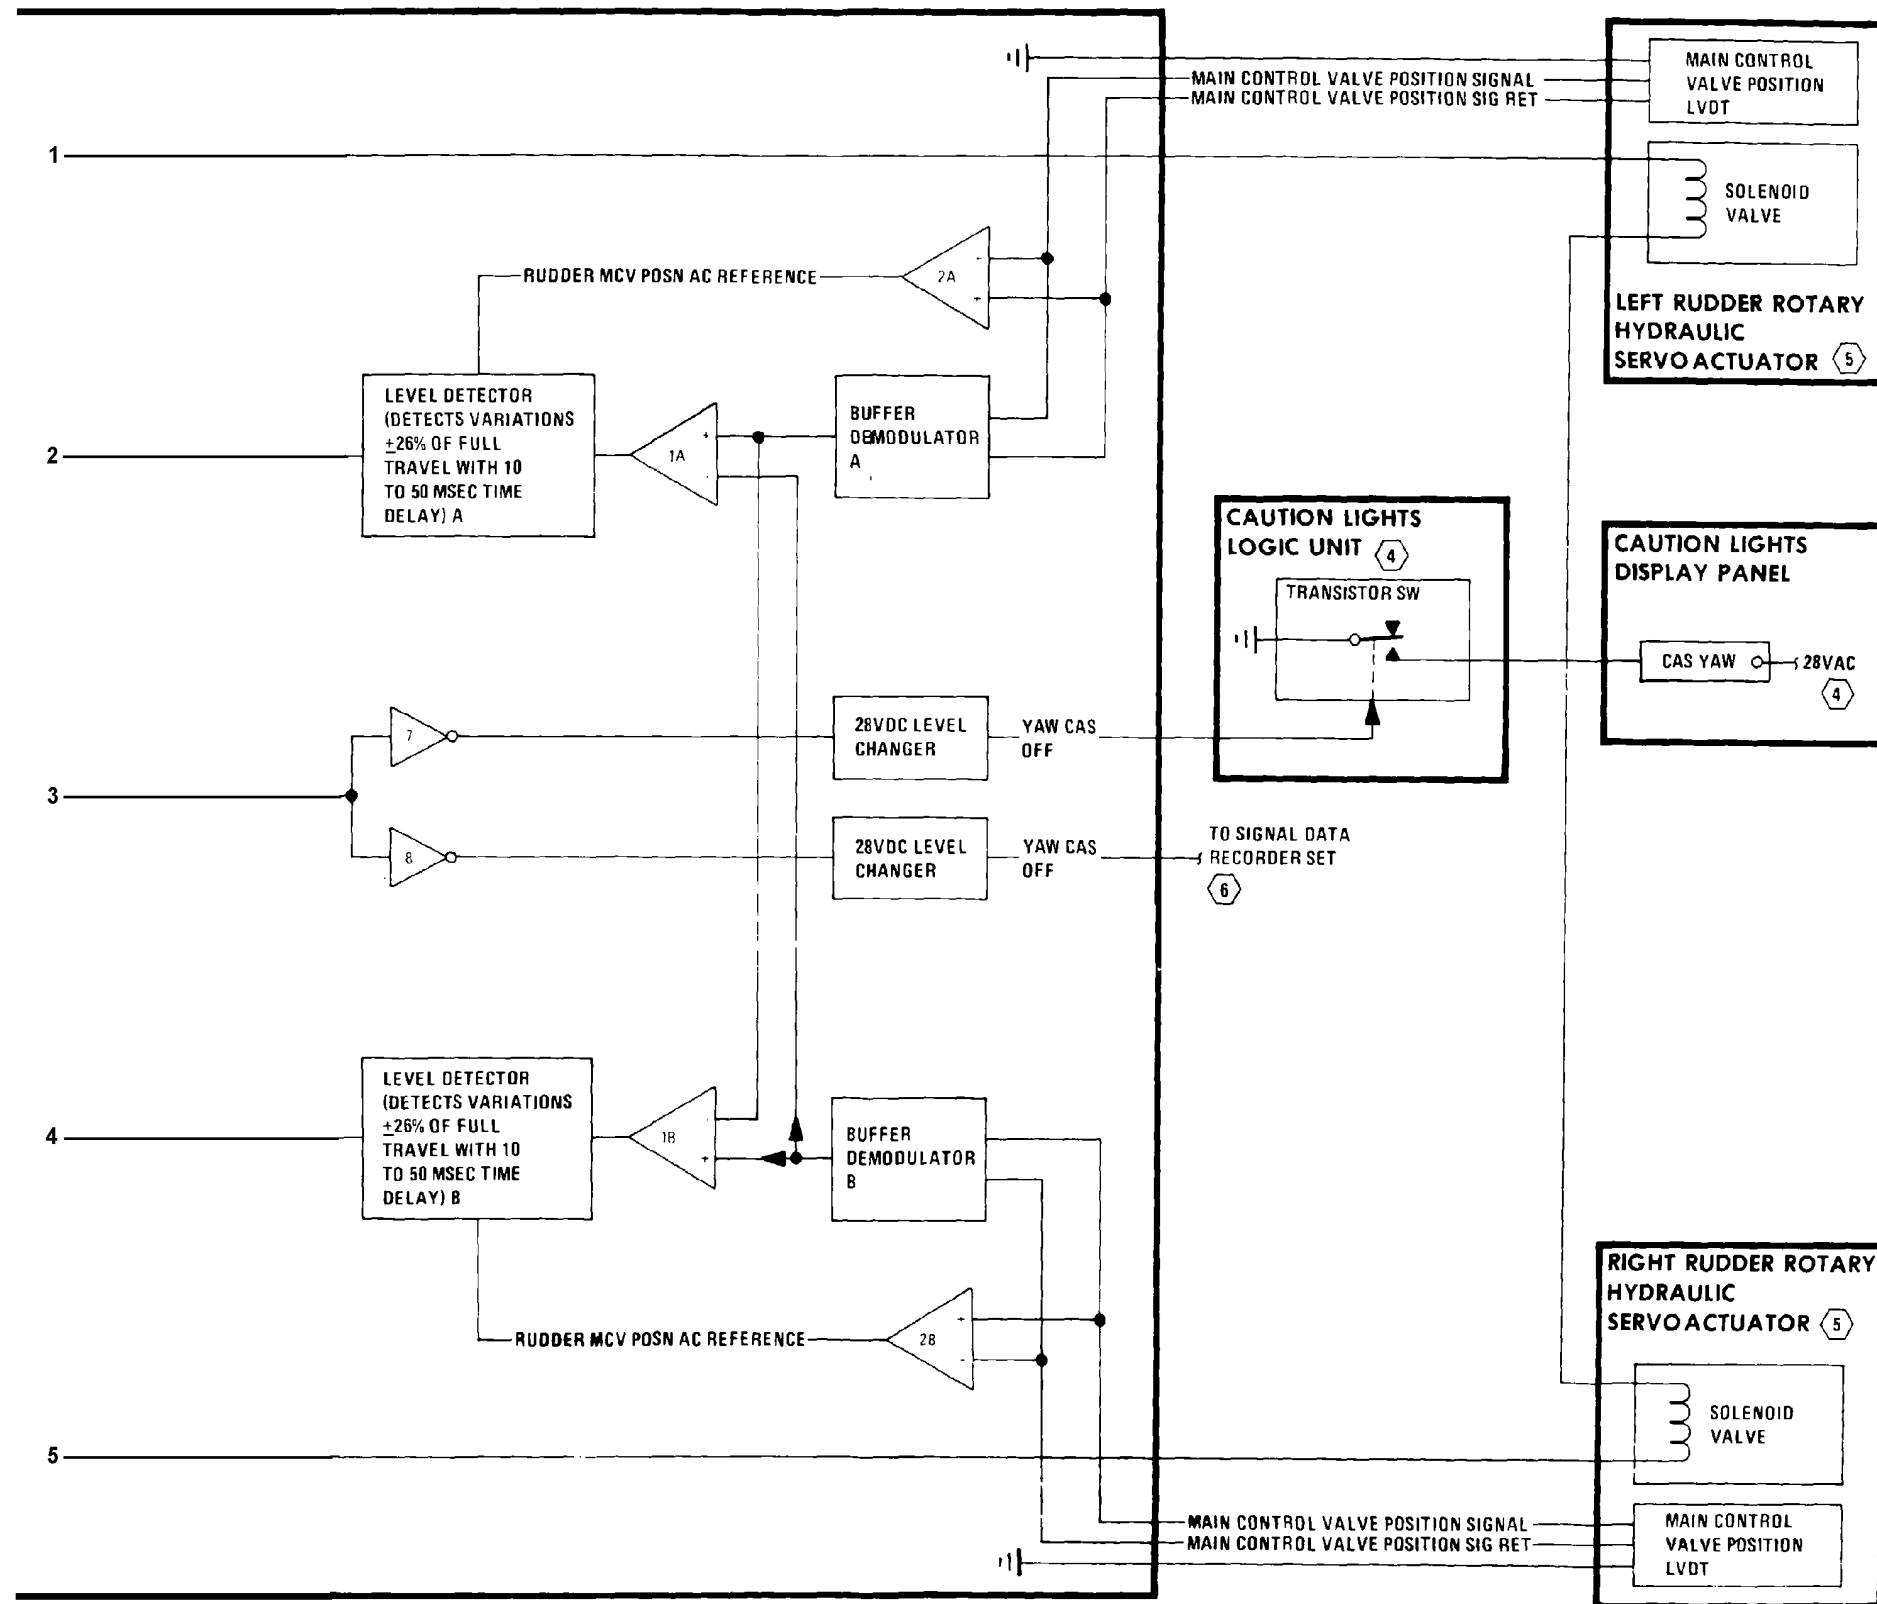 MAIN CONTROL
VALVE POSITION
LVDT
MAIN CONTROL VALVE POSITION SIGNAL
MAIN CONTROL VALVE POSITION SIG RET
1
SOLENOID
VALVE
LEFT RUDDER ROTARY
HYDRAULIC
SERVO ACTUATOR 5
RUDDER MCV POSN AC REFERENCE
2A
-
+
LEVEL DETECTOR
(DETECTS VARIATIONS
±26% OF FULL
TRAVEL WITH 10
TO 50 MSEC TIME
DELAY) A
2
1A
+
-
BUFFER
DEMODULATOR
A
CAUTION LIGHTS
LOGIC UNIT 4
TRANSISTOR SW
CAUTION LIGHTS
DISPLAY PANEL
CAS YAW
28VAC
4
7
28VDC LEVEL
CHANGER
YAW CAS
OFF
3
8
28VDC LEVEL
CHANGER
YAW CAS
OFF
TO SIGNAL DATA
RECORDER SET
6
LEVEL DETECTOR
(DETECTS VARIATIONS
±26% OF FULL
TRAVEL WITH 10
TO 50 MSEC TIME
DELAY) B
4
1B
-
+
BUFFER
DEMODULATOR
B
RUDDER MCV POSN AC REFERENCE
2B
+
-
RIGHT RUDDER ROTARY
HYDRAULIC
SERVO ACTUATOR 5
SOLENOID
VALVE
5
MAIN CONTROL VALVE POSITION SIGNAL
MAIN CONTROL VALVE POSITION SIG RET
MAIN CONTROL
VALVE POSITION
LVDT